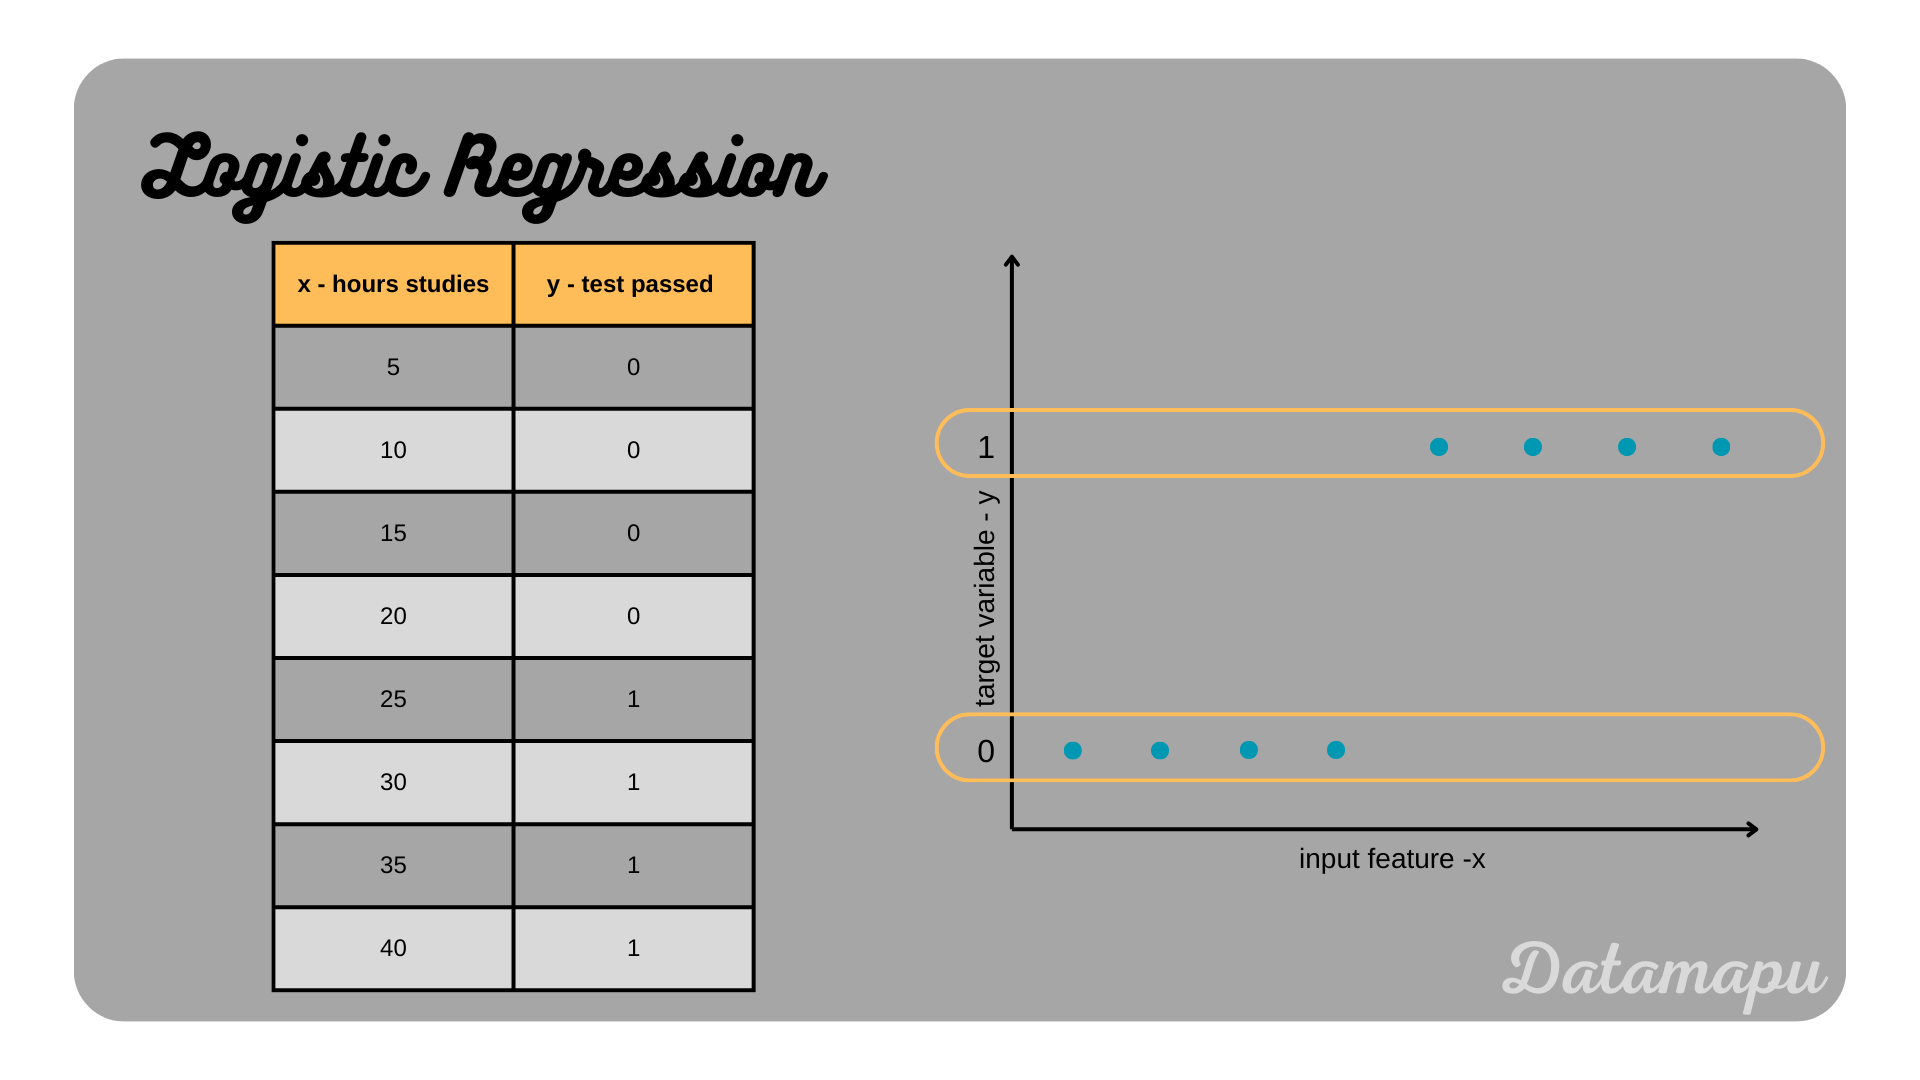 Logistic Regression
x - hours studies y - test passed
5 0
10 0
15 0
20 0
25 1
30 1
35 1
40 1
1
target variable - y
0
input feature -x
Datamapu